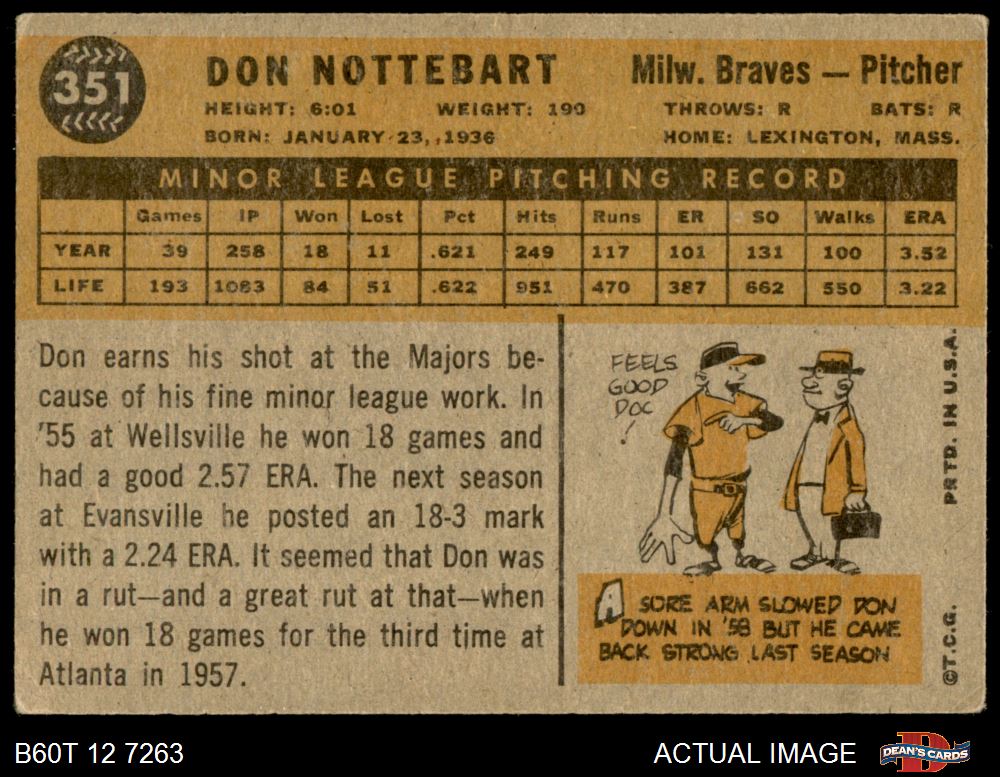 351
DON NOTTEBART
Milw. Braves — Pitcher
HEIGHT: 6:01 WEIGHT: 190 THROWS: R BATS: R
BORN: JANUARY 23, 1936 HOME: LEXINGTON, MASS.
MINOR LEAGUE PITCHING RECORD
Games IP Won Lost Pct Hits Runs ER SO Walks ERA
YEAR 39 258 18 11 .621 249 117 101 131 100 3.52
LIFE 193 1083 84 51 .622 951 470 387 662 550 3.22
Don earns his shot at the Majors be-
cause of his fine minor league work. In
'55 at Wellsville he won 18 games and
had a good 2.57 ERA. The next season
at Evansville he posted an 18-3 mark
with a 2.24 ERA. It seemed that Don was
in a rut—and a great rut at that—when
he won 18 games for the third time at
Atlanta in 1957.
FEELS
GOOD
DOC
!
A SORE ARM SLOWED DON
DOWN IN '58 BUT HE CAME
BACK STRONG LAST SEASON
©T.C.G. PRTD. IN U.S.A.
B60T 12 7263
ACTUAL IMAGE
D
DEAN'S CARDS